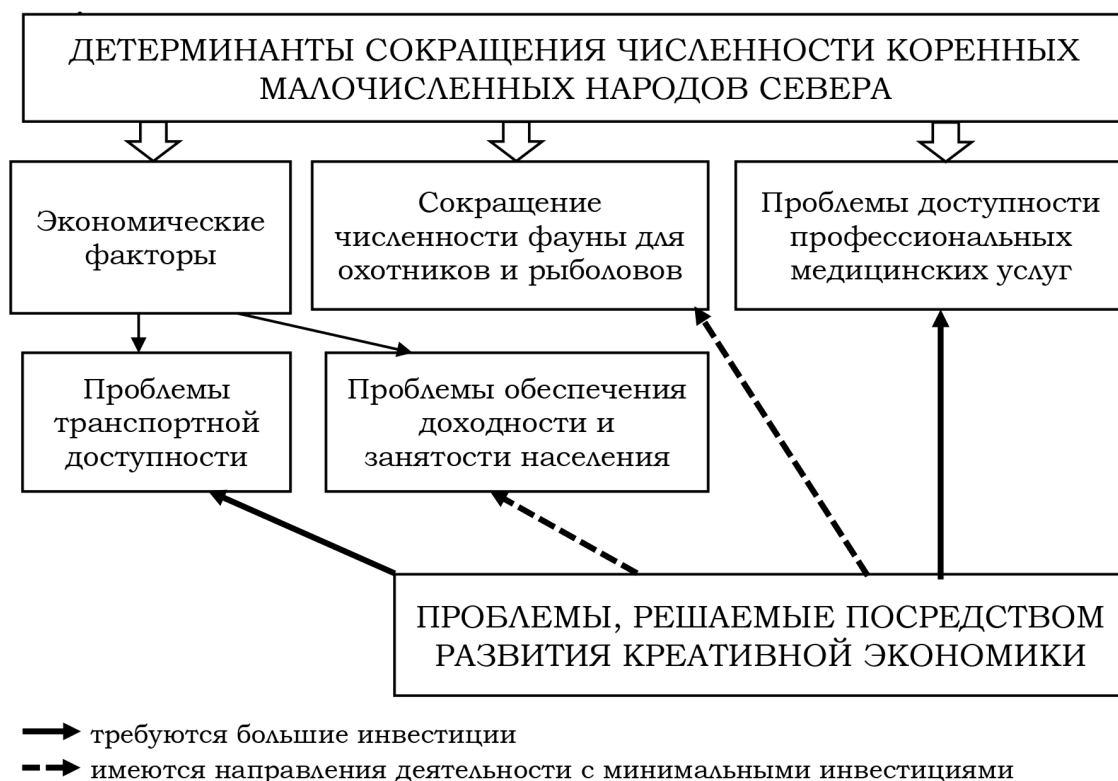 ДЕТЕРМИНАНТЫ СОКРАЩЕНИЯ ЧИСЛЕННОСТИ КОРЕННЫХ
МАЛОЧИСЛЕННЫХ НАРОДОВ СЕВЕРА
Экономические
факторы
Сокращение
численности фауны для
охотников и рыболовов
Проблемы доступности
профессиональных
медицинских услуг
Проблемы
транспортной
доступности
Проблемы обеспечения
доходности и
занятости населения
ПРОБЛЕМЫ, РЕШАЕМЫЕ ПОСРЕДСТВОМ
РАЗВИТИЯ КРЕАТИВНОЙ ЭКОНОМИКИ
требуются большие инвестиции
имеются направления деятельности с минимальными инвестициями